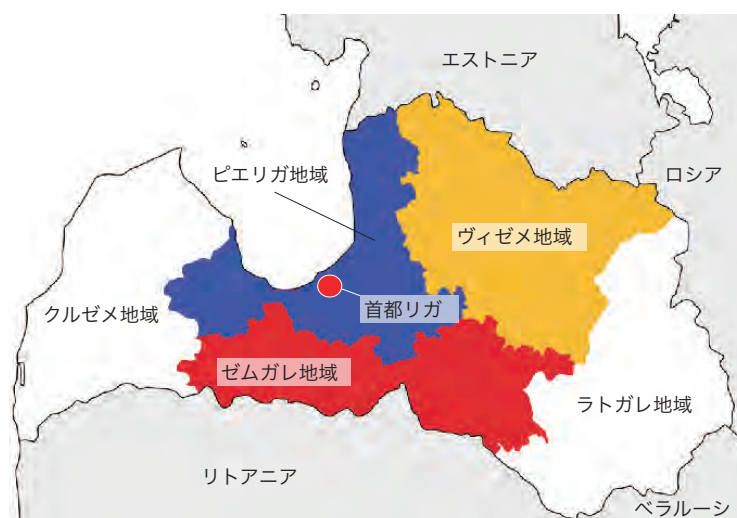 エストニア
ロシア
ピエリガ地域
ヴィゼメ地域
首都リガ
クルゼメ地域
ゼムガレ地域
ラトガレ地域
リトアニア
ベラルーシ